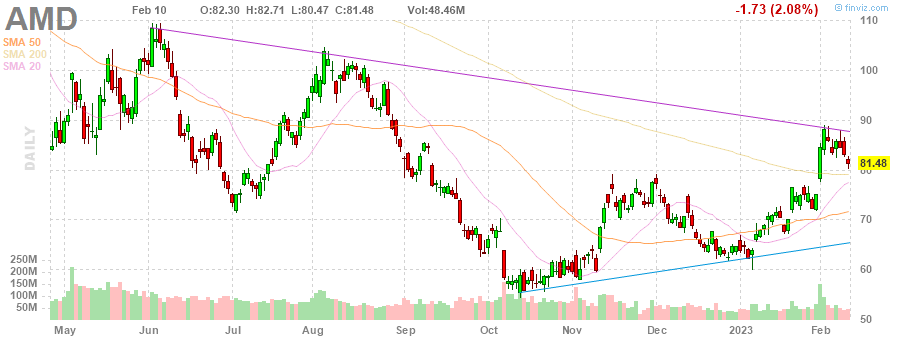 AMD
Feb 10 O:82.30 H:82.71 L:80.47 C:81.48 Vol:48.46M
-1.73 (2.08%)
© finviz.com
SMA 50
SMA 200
SMA 20
DAILY
110
100
90
81.48
80
70
60
50
250M
200M
150M
100M
50M
May Jun Jul Aug Sep Oct Nov Dec 2023 Feb